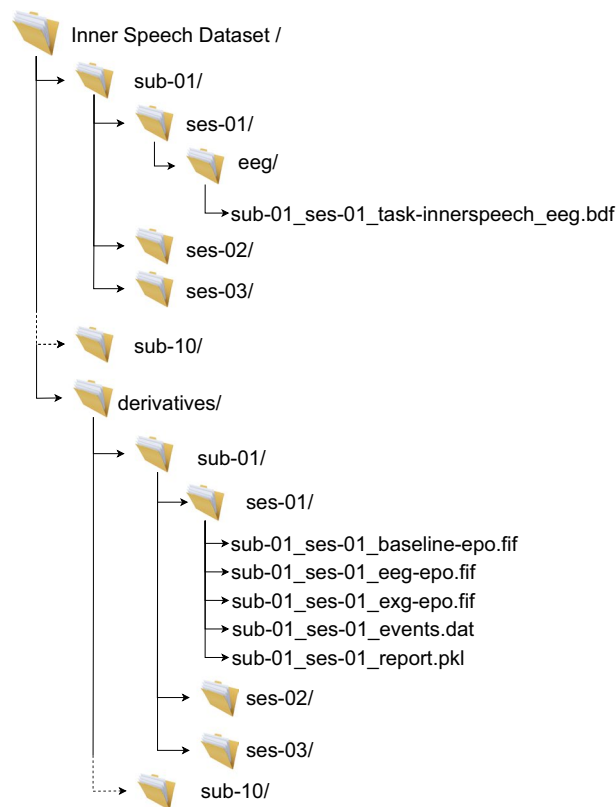 Inner Speech Dataset /
sub-01/
ses-01/
eeg/
sub-01_ses-01_task-innerspeech_eeg.bdf
ses-02/
ses-03/
sub-10/
derivatives/
sub-01/
ses-01/
sub-01_ses-01_baseline-epo.fif
sub-01_ses-01_eeg-epo.fif
sub-01_ses-01_exg-epo.fif
sub-01_ses-01_events.dat
sub-01_ses-01_report.pkl
ses-02/
ses-03/
sub-10/